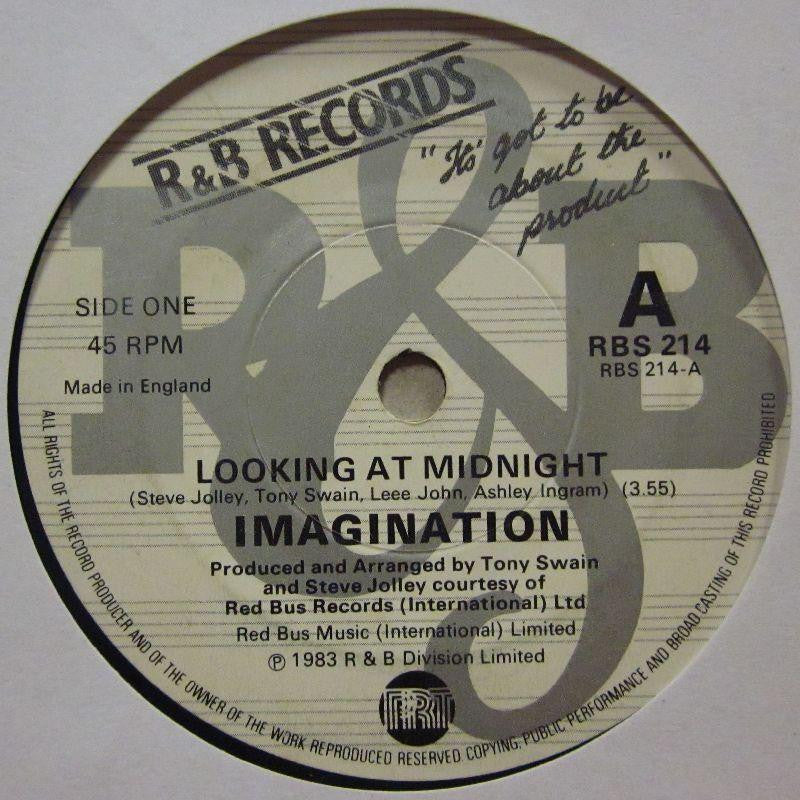 R&B RECORDS
"It's got to be
about the
product"
R&B
SIDE ONE
45 RPM
Made in England
A
RBS 214
RBS 214-A
LOOKING AT MIDNIGHT
(Steve Jolley, Tony Swain, Leee John, Ashley Ingram) (3.55)
IMAGINATION
Produced and Arranged by Tony Swain
and Steve Jolley courtesy of
Red Bus Records (International) Ltd
Red Bus Music (International) Limited
℗ 1983 R & B Division Limited
PRT
ALL RIGHTS OF THE RECORD PRODUCER AND OF THE OWNER OF THE WORK REPRODUCED RESERVED COPYING, PUBLIC PERFORMANCE AND BROADCASTING OF THIS RECORD PROHIBITED